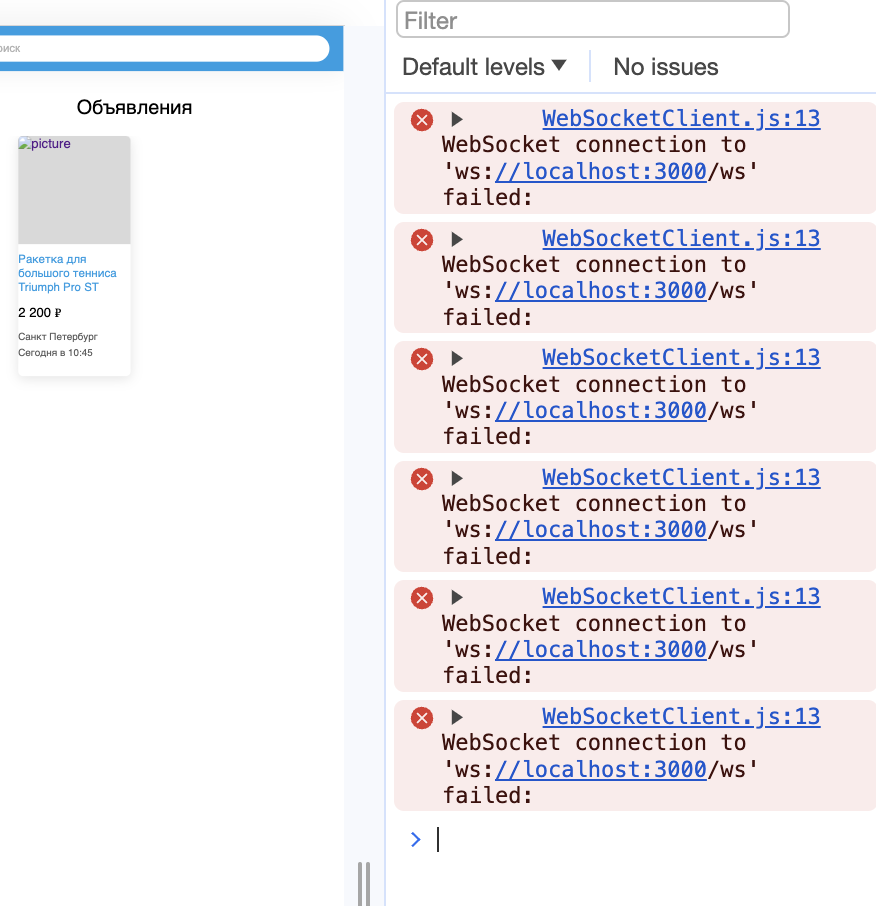 оиск
Объявления
picture
Ракетка для
большого тенниса
Triumph Pro ST
2 200 ₽
Санкт Петербург
Сегодня в 10:45
Filter
Default levels ▼
No issues
WebSocketClient.js:13
WebSocket connection to
'ws://localhost:3000/ws'
failed:
WebSocketClient.js:13
WebSocket connection to
'ws://localhost:3000/ws'
failed:
WebSocketClient.js:13
WebSocket connection to
'ws://localhost:3000/ws'
failed:
WebSocketClient.js:13
WebSocket connection to
'ws://localhost:3000/ws'
failed:
WebSocketClient.js:13
WebSocket connection to
'ws://localhost:3000/ws'
failed:
WebSocketClient.js:13
WebSocket connection to
'ws://localhost:3000/ws'
failed: